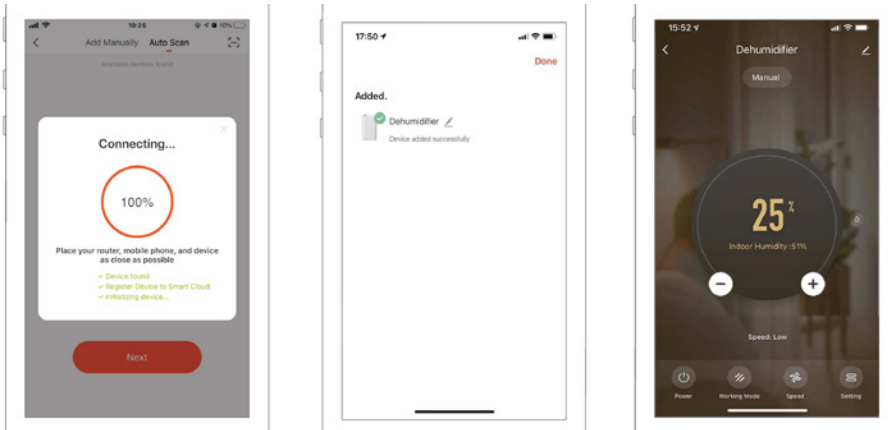 10:26
10%
Add Manually Auto Scan
Available devices found
Connecting...
100%
Place your router, mobile phone, and device
as close as possible
✓ Device found
✓ Register Device to Smart Cloud
✓ Initializing device...
Next
17:50
Done
Added.
Dehumidifier
Device added successfully
15:52
Dehumidifier
Manual
25%
Indoor Humidity :51%
Speed: Low
Power Working Mode Speed Setting